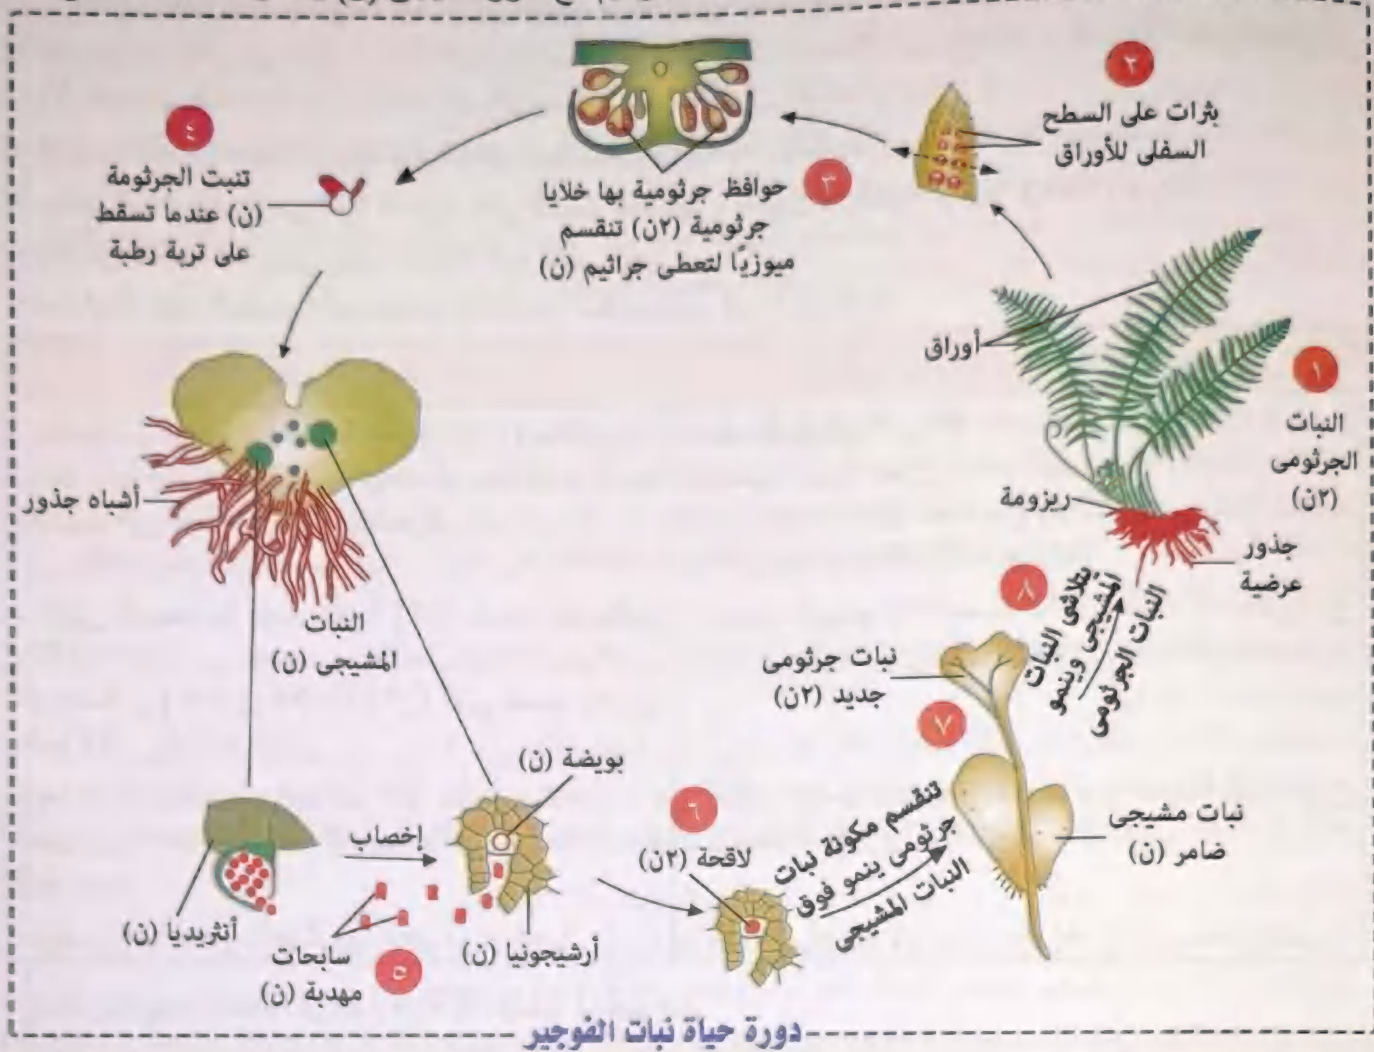 ١
النبات
الجرثومى
(٢ن)
أوراق
ريزومة
جذور
عرضية
٢
بثرات على السطح
السفلى للأوراق
٣
حوافظ جرثومية بها خلايا
جرثومية (٢ن) تنقسم
ميوزيًا لتعطى جراثيم (ن)
٤
تنبت الجرثومة
(ن) عندما تسقط
على تربة رطبة
أشباه جذور
النبات
المشيجى (ن)
أنثريديا (ن)
إخصاب
سابحات
مهدبة (ن)
٥
بويضة (ن)
أرشيجونيا (ن)
٦
لاقحة (٢ن)
تنقسم مكونة نبات
جرثومى ينمو فوق
النبات المشيجى
٧
نبات جرثومى
جديد (٢ن)
نبات مشيجى
ضامر (ن)
٨
يتلاشى النبات
المشيجى وينمو
النبات الجرثومى
دورة حياة نبات الفوجير